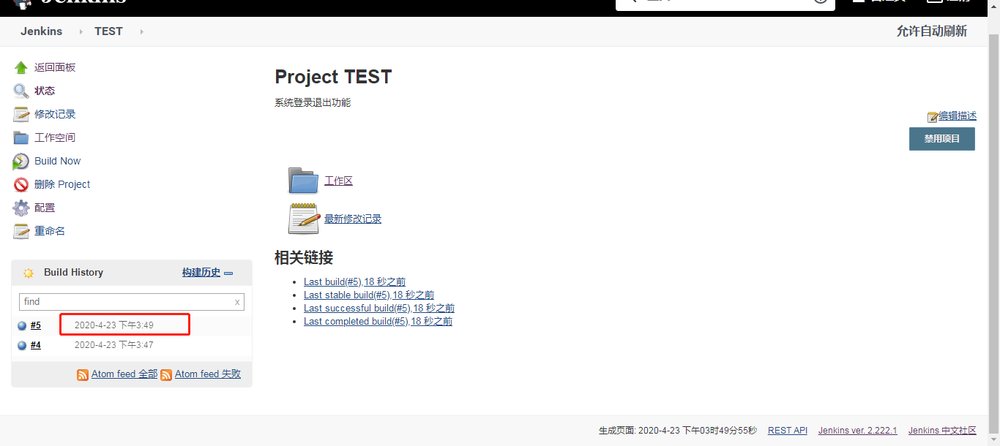 Jenkins
Jenkins TEST
允许自动刷新
返回面板
状态
修改记录
工作空间
Build Now
删除 Project
配置
重命名
Project TEST
系统登录退出功能
编辑描述
禁用项目
工作区
最新修改记录
相关链接
Last build(#5),18 秒之前
Last stable build(#5),18 秒之前
Last successful build(#5),18 秒之前
Last completed build(#5),18 秒之前
Build History 构建历史
find x
#5 2020-4-23 下午3:49
#4 2020-4-23 下午3:47
Atom feed 全部 Atom feed 失败
生成页面: 2020-4-23 下午03时49分55秒 REST API Jenkins ver. 2.222.1 Jenkins 中文社区